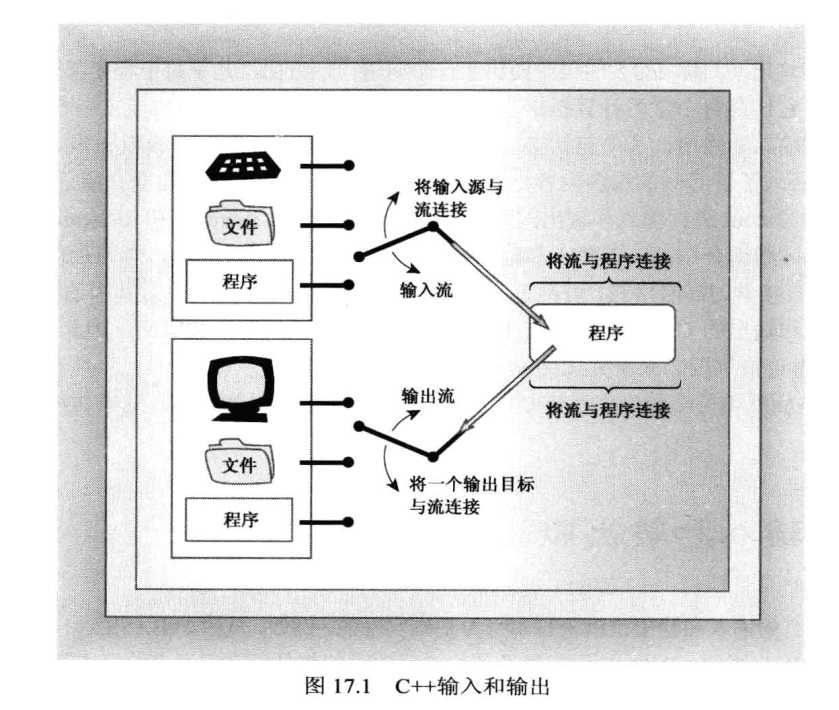 将输入源与
流连接
文件
程序
输入流
将流与程序连接
程序
将流与程序连接
输出流
文件
将一个输出目标
与流连接
程序
图 17.1 C++输入和输出